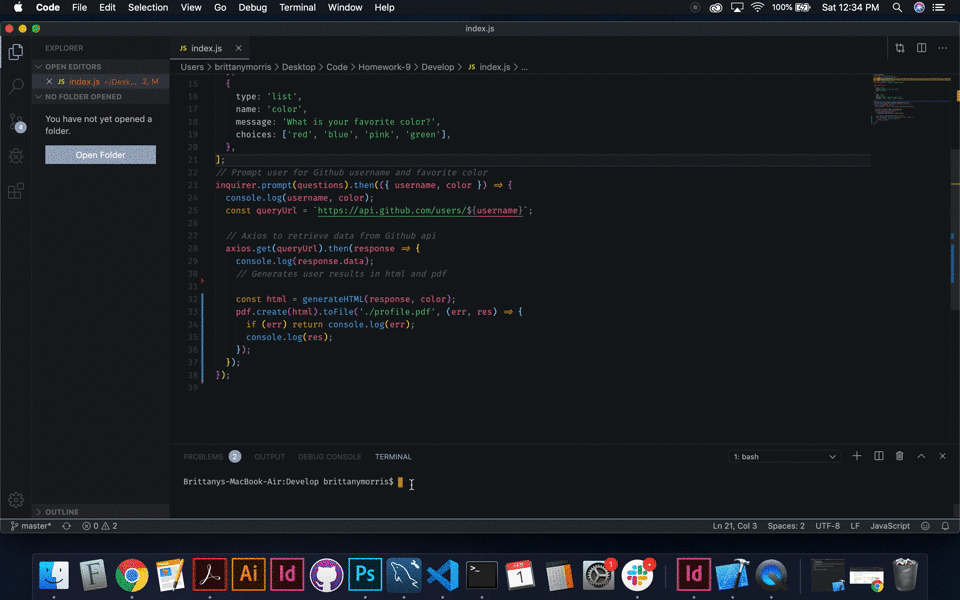 Code File Edit Selection View Go Debug Terminal Window Help 100% Sat 12:34 PM
index.js
EXPLORER
OPEN EDITORS
JS index.js ~/Desk... 2, M
NO FOLDER OPENED
You have not yet opened a
folder.
Open Folder
OUTLINE
JS index.js
Users > brittanymorris > Desktop > Code > Homework-9 > Develop > JS index.js > ...
15 {
16 type: 'list',
17 name: 'color',
18 message: 'What is your favorite color?',
19 choices: ['red', 'blue', 'pink', 'green'],
20 },
21 ];
22 // Prompt user for Github username and favorite color
23 inquirer.prompt(questions).then(({ username, color }) => {
24 console.log(username, color);
25 const queryUrl = `https://api.github.com/users/${username}`;
26
27 // Axios to retrieve data from Github api
28 axios.get(queryUrl).then(response => {
29 console.log(response.data);
30 // Generates user results in html and pdf
31
32 const html = generateHTML(response, color);
33 pdf.create(html).toFile('./profile.pdf', (err, res) => {
34 if (err) return console.log(err);
35 console.log(res);
36 });
37 });
38 });
39
PROBLEMS 2 OUTPUT DEBUG CONSOLE TERMINAL 1: bash
Brittanys-MacBook-Air:Develop brittanymorris$
master* 0 2 Ln 21, Col 3 Spaces: 2 UTF-8 LF JavaScript
Ai Id Ps 1 1 Id